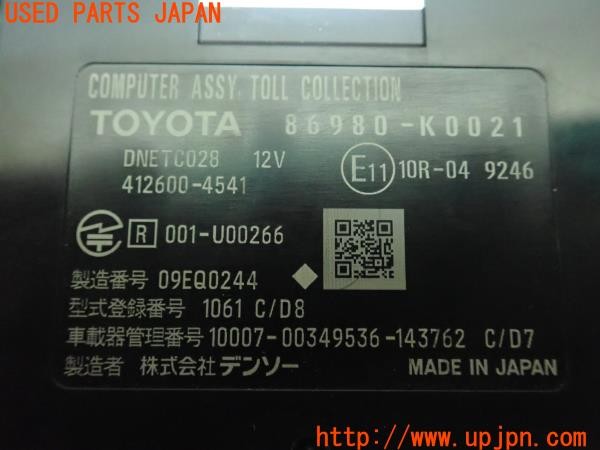 USED PARTS JAPAN
COMPUTER ASSY, TOLL COLLECTION
TOYOTA 86980-K0021
DNETC028 12V
412600-4541
E11 10R-04 9246
R 001-U00266
製造番号 09EQ0244
型式登録番号 1061 C/D8
車載器管理番号 10007-00349536-143762 C/D7
製造者 株式会社デンソー MADE IN JAPAN
http://www.upjpn.com/